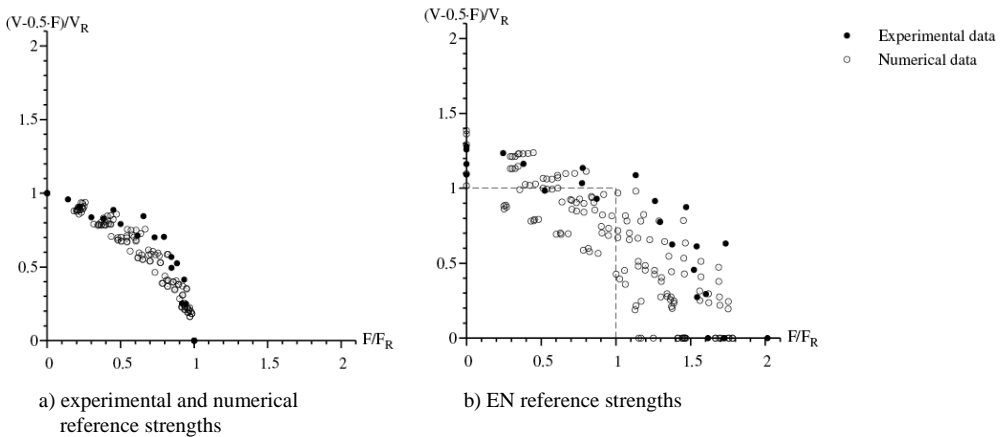 (V-0.5·F)/V_R
2
1.5
1
0.5
0
0 0.5 1 1.5 2
F/F_R
a) experimental and numerical
reference strengths
(V-0.5·F)/V_R
2
1.5
1
0.5
0
0 0.5 1 1.5 2
F/F_R
b) EN reference strengths
Experimental data
Numerical data